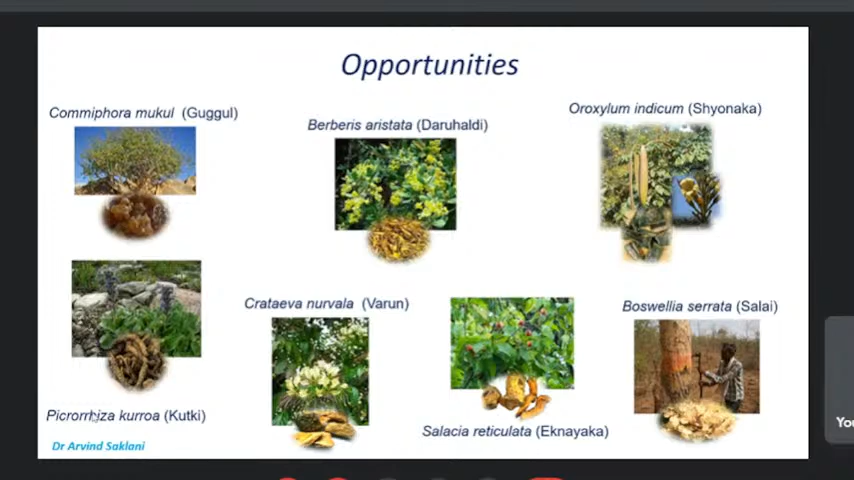 Opportunities
Commiphora mukul (Guggul)
Berberis aristata (Daruhaldi)
Oroxylum indicum (Shyonaka)
Crataeva nurvala (Varun)
Boswellia serrata (Salai)
Picrorrhiza kurroa (Kutki)
Salacia reticulata (Eknayaka)
Dr Arvind Saklani
You